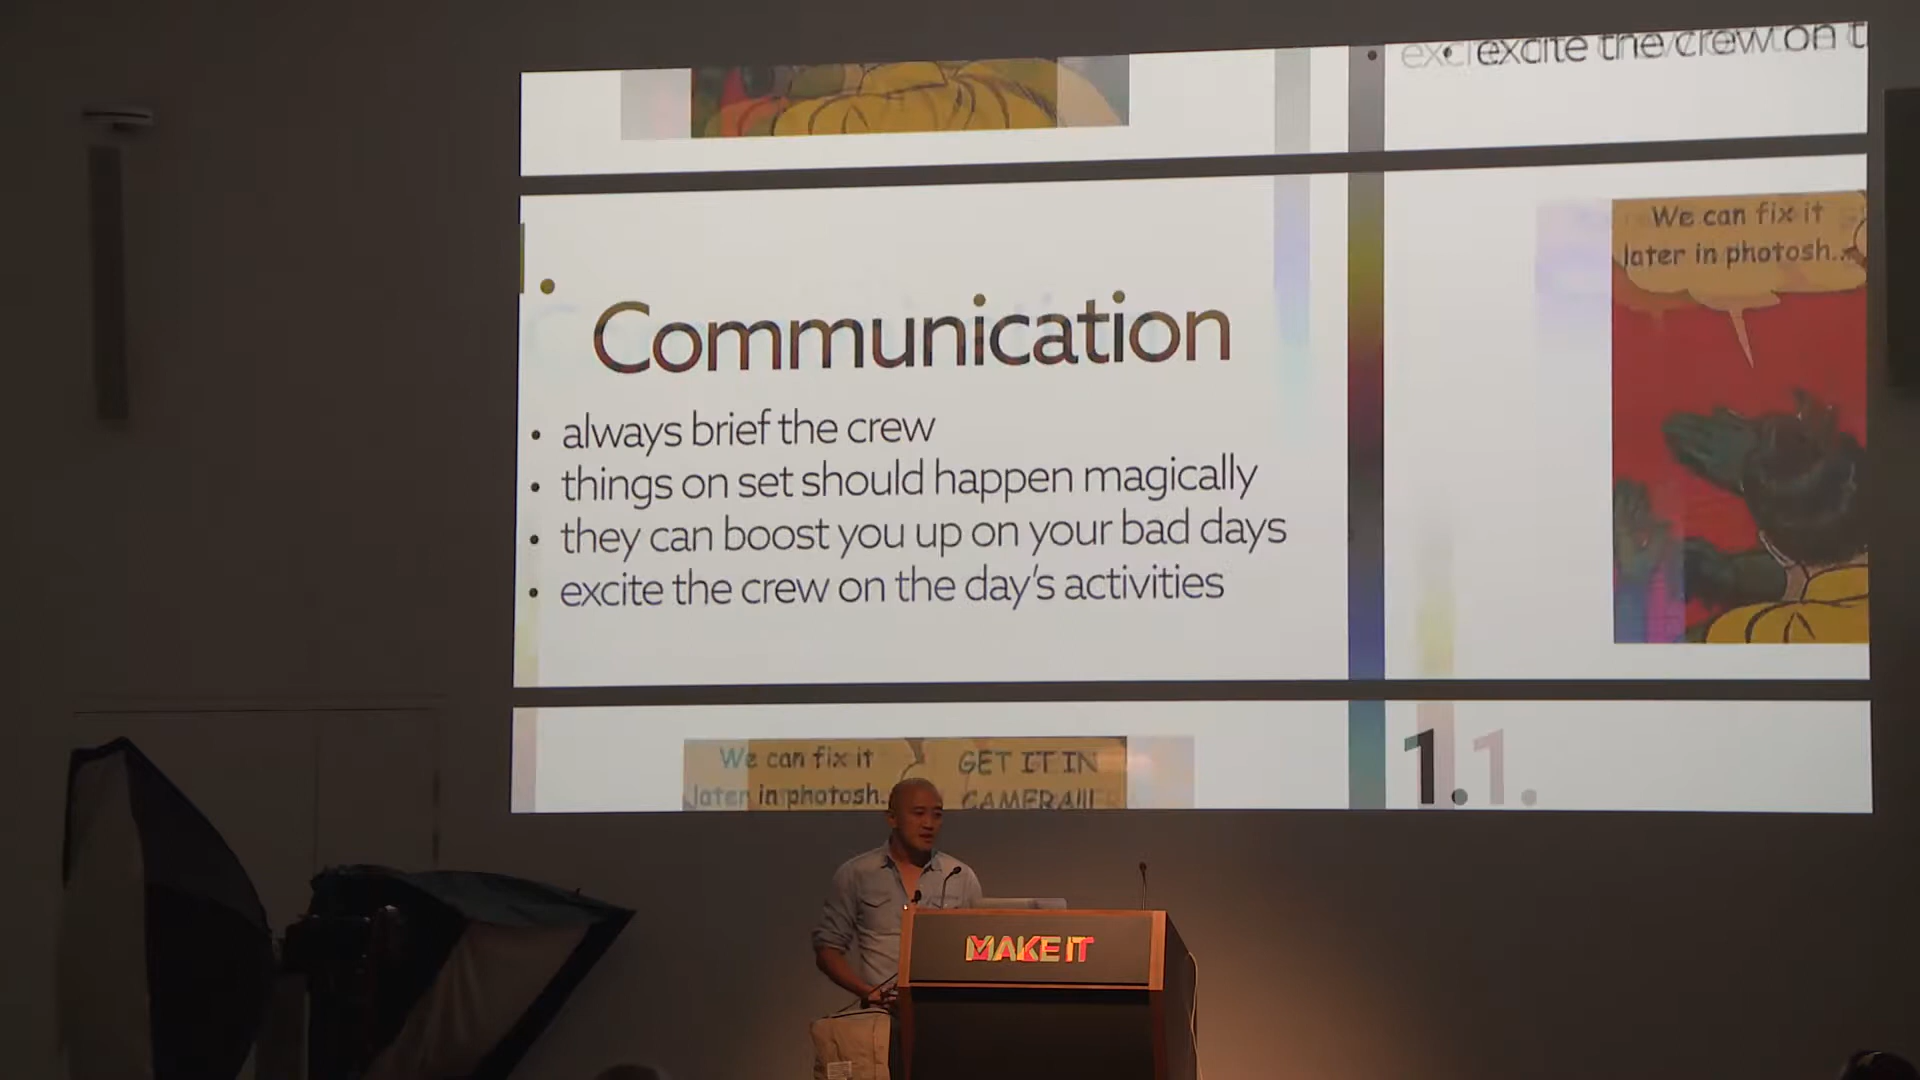 excite the crew on t
We can fix it
later in photosh...
Communication
• always brief the crew
• things on set should happen magically
• they can boost you up on your bad days
• excite the crew on the day's activities
We can fix it
later in photosh.
GET IT IN
CAMERA!!!
1.1.
MAKE IT